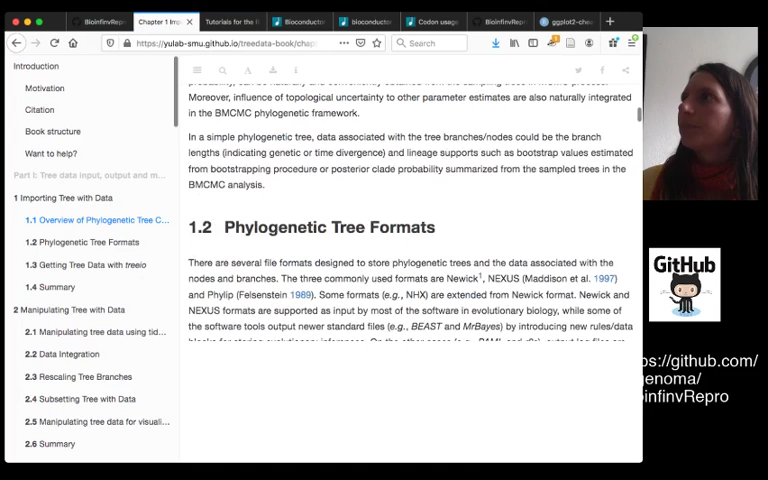 BioinfinvRepr
Chapter 1 Imp
Tutorials for the fi
Bioconducto
bioconductor
Codon usage
BioinfinvRepr
ggplot2-chea
https://yulab-smu.github.io/treedata-book/chap
Search
Introduction
Motivation
Citation
Book structure
Want to help?
Part I: Tree data input, output and m...
1 Importing Tree with Data
1.1 Overview of Phylogenetic Tree C...
1.2 Phylogenetic Tree Formats
1.3 Getting Tree Data with treeio
1.4 Summary
2 Manipulating Tree with Data
2.1 Manipulating tree data using tid...
2.2 Data Integration
2.3 Rescaling Tree Branches
2.4 Subsetting Tree with Data
2.5 Manipulating tree data for visuali...
2.6 Summary
Moreover, influence of topological uncertainty to other parameter estimates are also naturally integrated
in the BMCMC phylogenetic framework.
In a simple phylogenetic tree, data associated with the tree branches/nodes could be the branch
lengths (indicating genetic or time divergence) and lineage supports such as bootstrap values estimated
from bootstrapping procedure or posterior clade probability summarized from the sampled trees in the
BMCMC analysis.
1.2 Phylogenetic Tree Formats
There are several file formats designed to store phylogenetic trees and the data associated with the
nodes and branches. The three commonly used formats are Newick1, NEXUS (Maddison et al. 1997)
and Phylip (Felsenstein 1989). Some formats (e.g., NHX) are extended from Newick format. Newick and
NEXUS formats are supported as input by most of the software in evolutionary biology, while some of
the software tools output newer standard files (e.g., BEAST and MrBayes) by introducing new rules/data
GitHub
ps://github.com/
genoma/
oinfinvRepro